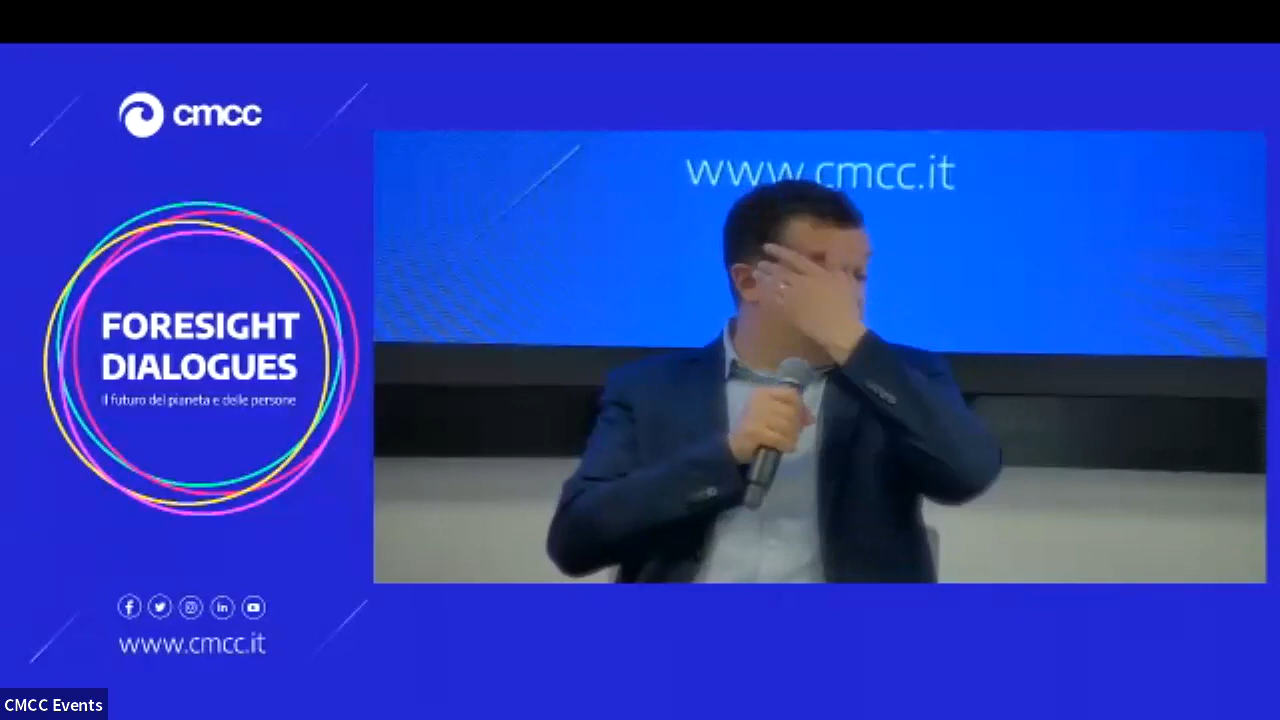 cmcc
www.cmcc.it
FORESIGHT
DIALOGUES
Il futuro del pianeta e delle persone
www.cmcc.it
CMCC Events